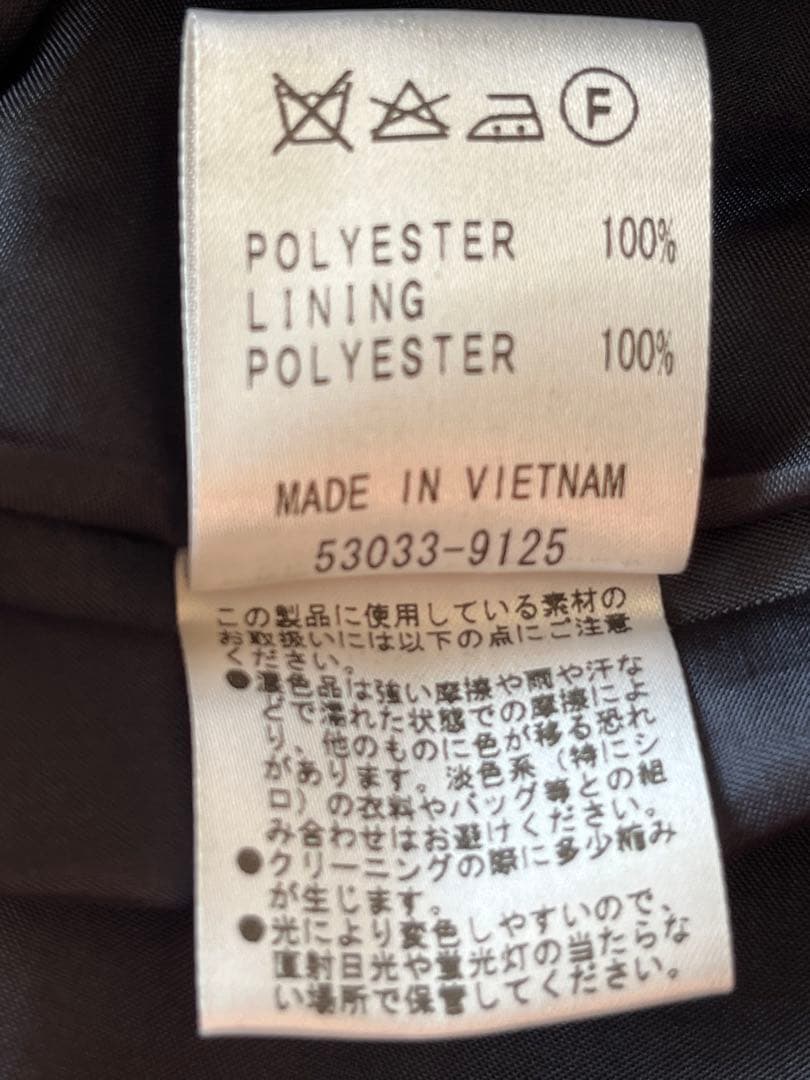 F
POLYESTER 100%
LINING
POLYESTER 100%
MADE IN VIETNAM
53033-9125
この製品に使用している素材の
お取扱いには以下の点にご注意
ください。
●濃色品は強い摩擦や雨や汗な
どで濡れた状態での摩擦によ
り、他のものに色が移る恐れ
があります。淡色系（特にシ
ロ）の衣料やバッグ等との組
み合わせはお避けください。
●クリーニングの際に多少縮み
が生じます。
●光により変色しやすいので、
直射日光や蛍光灯の当たらな
い場所で保管してください。